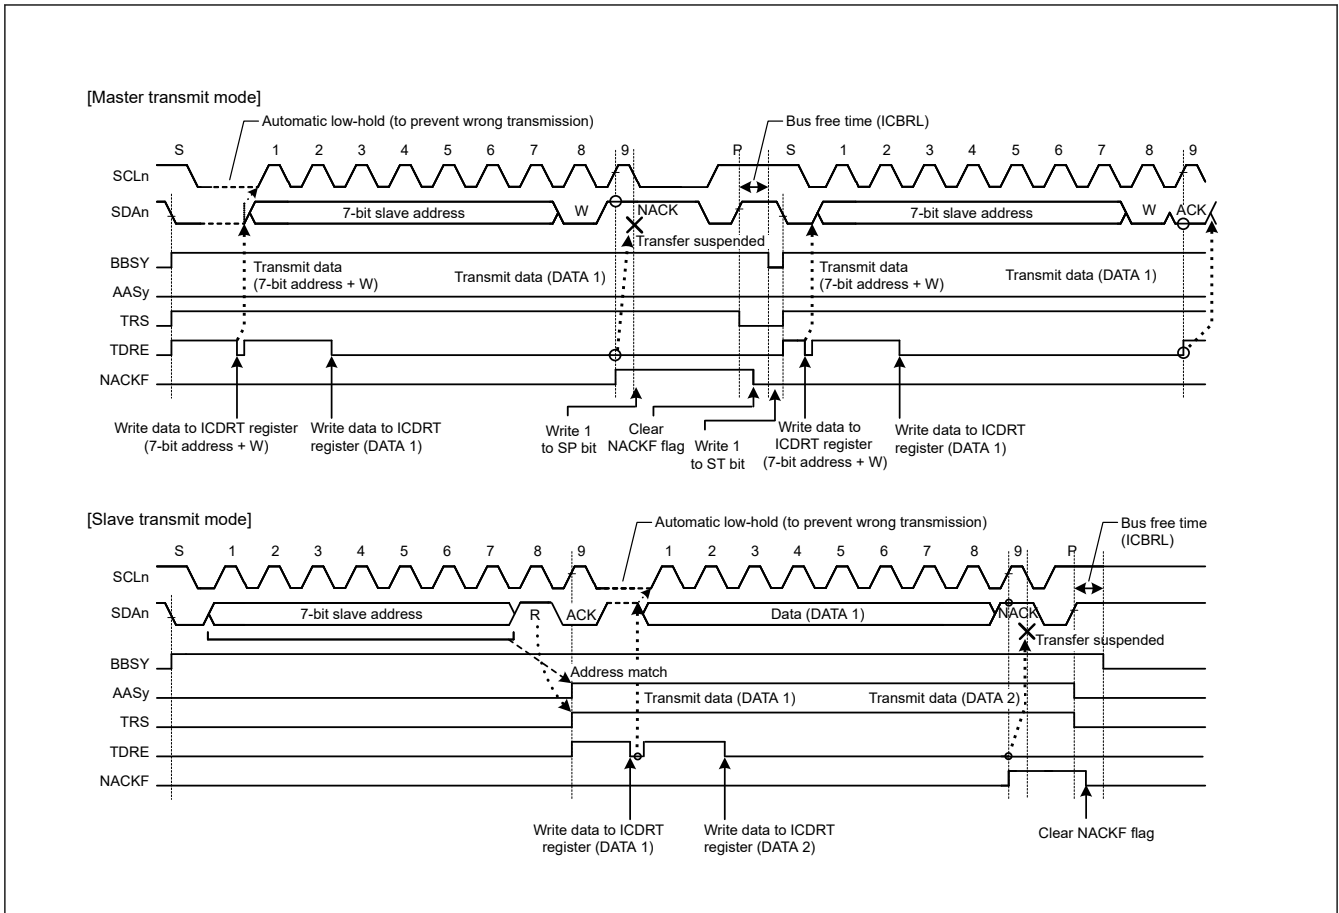 [Master transmit mode]
Automatic low-hold (to prevent wrong transmission)
Bus free time (ICBRL)
S 1 2 3 4 5 6 7 8 9 P S 1 2 3 4 5 6 7 8 9
SCLn
SDAn 7-bit slave address W NACK 7-bit slave address W ACK
Transfer suspended
BBSY
Transmit data
(7-bit address + W)
Transmit data (DATA 1)
Transmit data
(7-bit address + W)
Transmit data (DATA 1)
AASy
TRS
TDRE
NACKF
Write data to ICDRT register
(7-bit address + W)
Write data to ICDRT
register (DATA 1)
Write 1
to SP bit
Clear
NACKF flag
Write 1
to ST bit
Write data to
ICDRT register
(7-bit address + W)
Write data to ICDRT
register (DATA 1)
[Slave transmit mode]
Automatic low-hold (to prevent wrong transmission)
Bus free time
(ICBRL)
S 1 2 3 4 5 6 7 8 9 1 2 3 4 5 6 7 8 9 P
SCLn
SDAn 7-bit slave address R ACK Data (DATA 1) NACK
Transfer suspended
BBSY
Address match
AASy
Transmit data (DATA 1)
Transmit data (DATA 2)
TRS
TDRE
NACKF
Write data to ICDRT
register (DATA 1)
Write data to ICDRT
register (DATA 2)
Clear NACKF flag